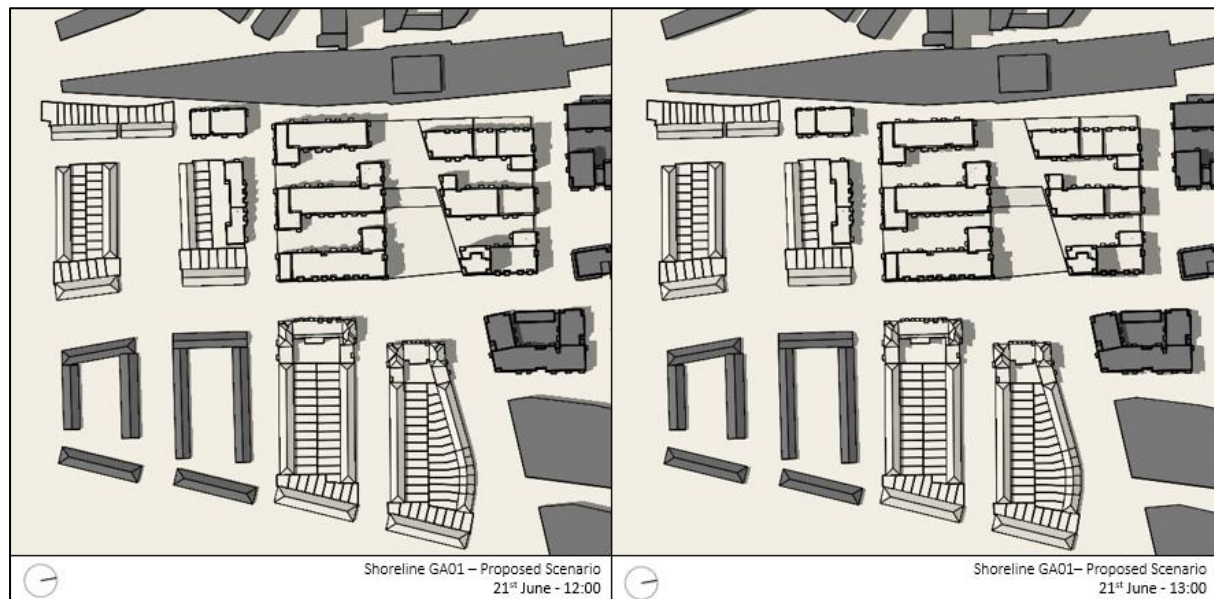 Shoreline GA01 – Proposed Scenario
21st June - 12:00
Shoreline GA01– Proposed Scenario
21st June - 13:00